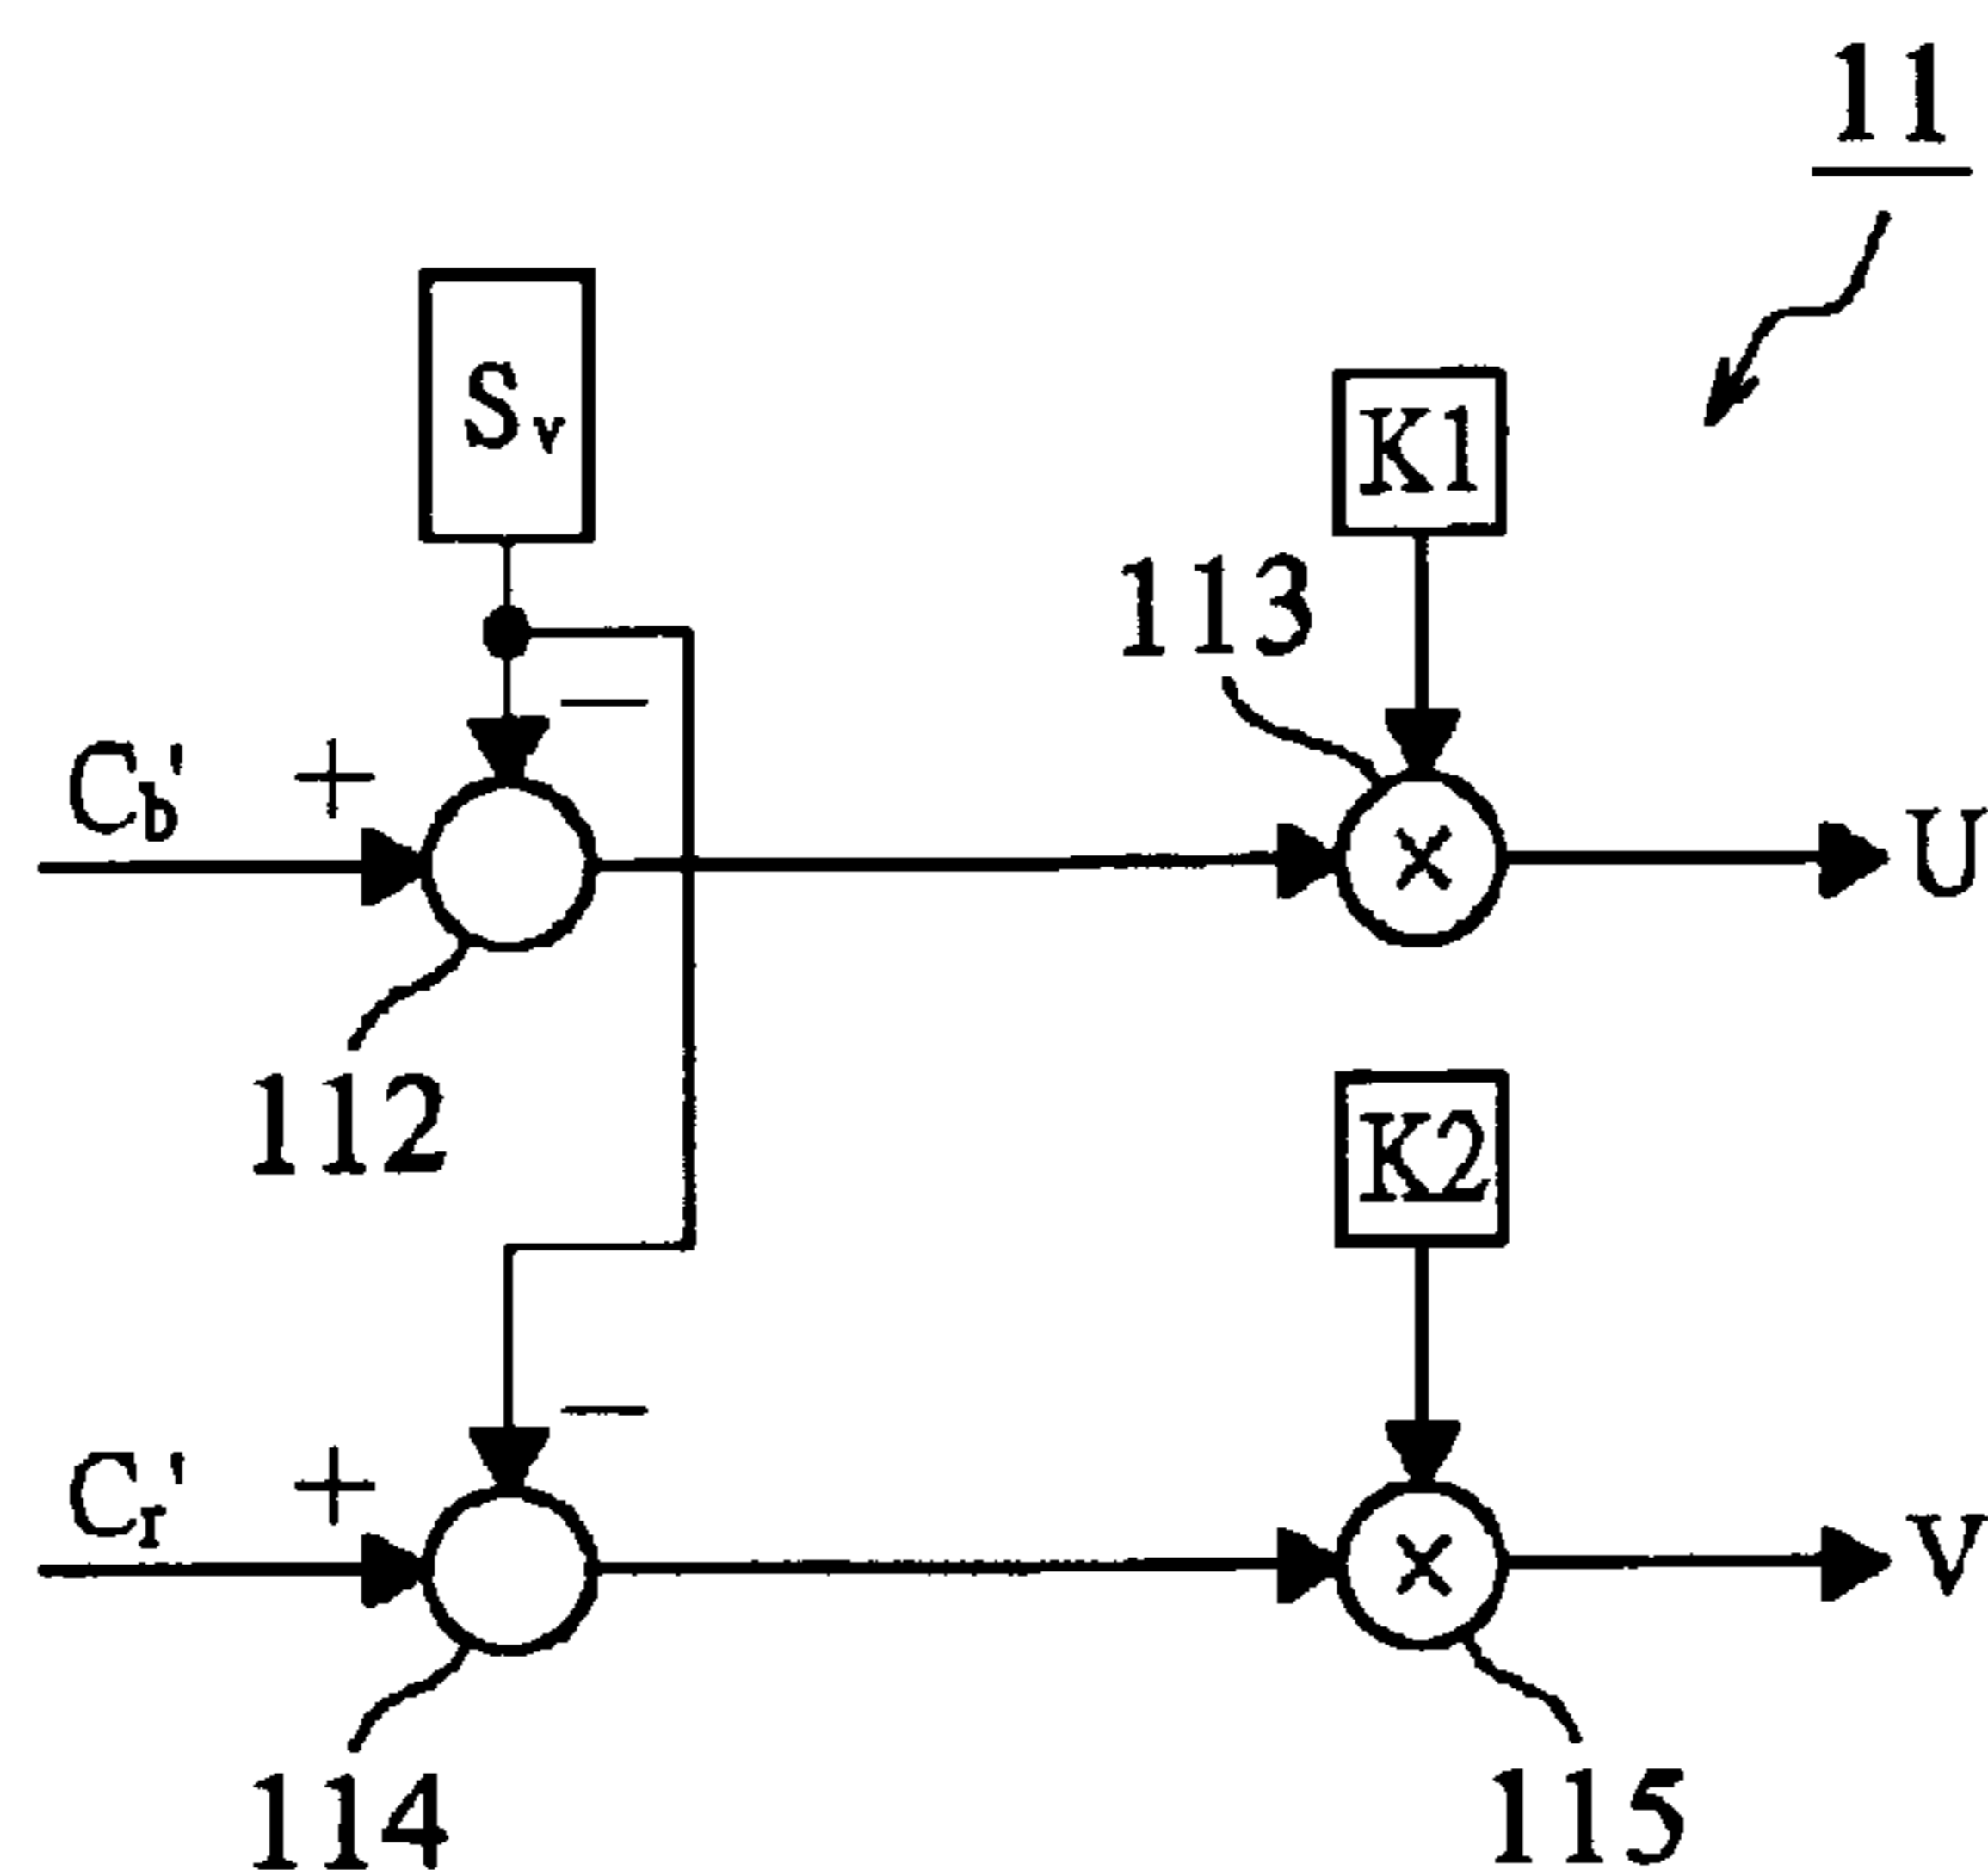 11
Sv
K1
113
—
Cb' +
×
U
112
K2
—
Cr' +
×
V
114
115